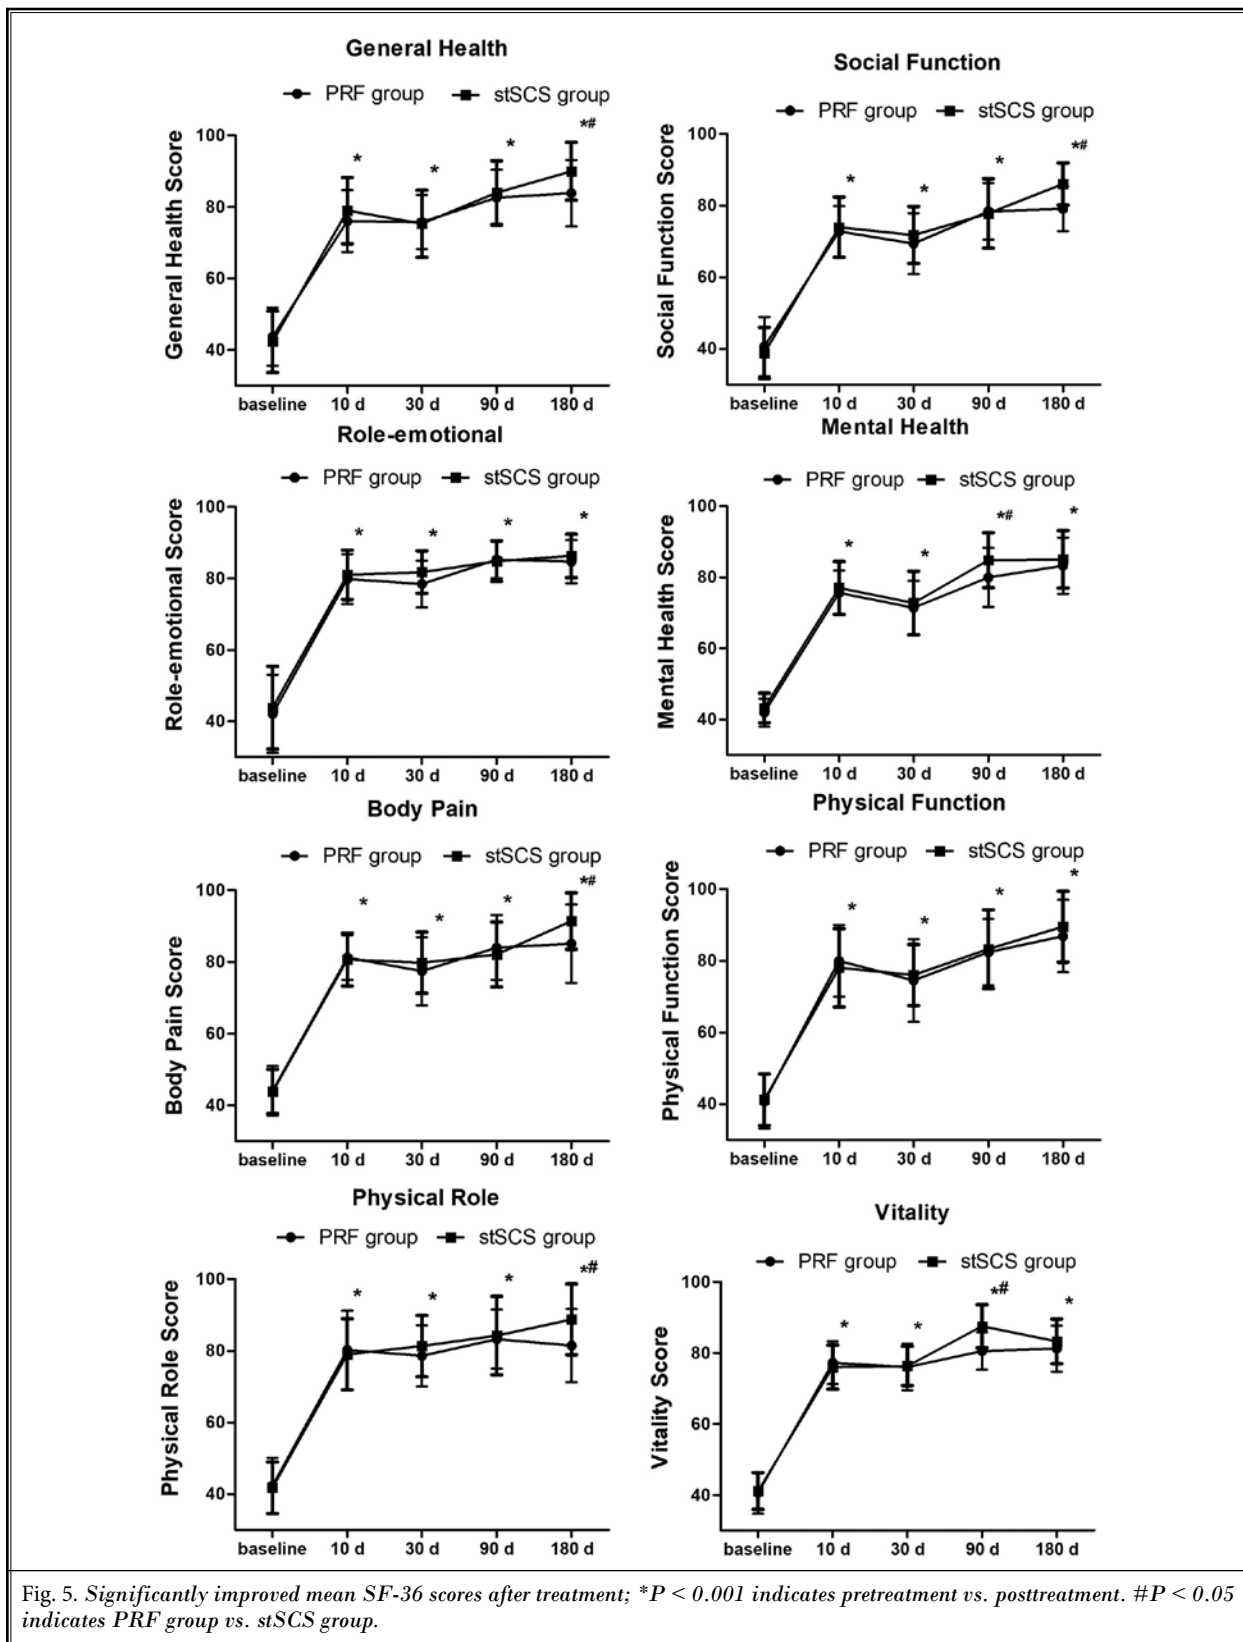 General Health
PRF group stSCS group
*#
*
*
*
100
80
60
40
General Health Score
baseline 10 d 30 d 90 d 180 d
Social Function
PRF group stSCS group
*#
*
*
*
100
80
60
40
Social Function Score
baseline 10 d 30 d 90 d 180 d
Role-emotional
PRF group stSCS group
* * * *
100
80
60
40
Role-emotional Score
baseline 10 d 30 d 90 d 180 d
Mental Health
PRF group stSCS group
*# *
*
*
100
80
60
40
Mental Health Score
baseline 10 d 30 d 90 d 180 d
Body Pain
PRF group stSCS group
*#
* * *
100
80
60
40
Body Pain Score
baseline 10 d 30 d 90 d 180 d
Physical Function
PRF group stSCS group
*
*
* *
100
80
60
40
Physical Function Score
baseline 10 d 30 d 90 d 180 d
Physical Role
PRF group stSCS group
*#
* * *
100
80
60
40
Physical Role Score
baseline 10 d 30 d 90 d 180 d
Vitality
PRF group stSCS group
*# *
* *
100
80
60
40
Vitality Score
baseline 10 d 30 d 90 d 180 d
Fig. 5. Significantly improved mean SF-36 scores after treatment; *P < 0.001 indicates pretreatment vs. posttreatment. #P < 0.05
indicates PRF group vs. stSCS group.